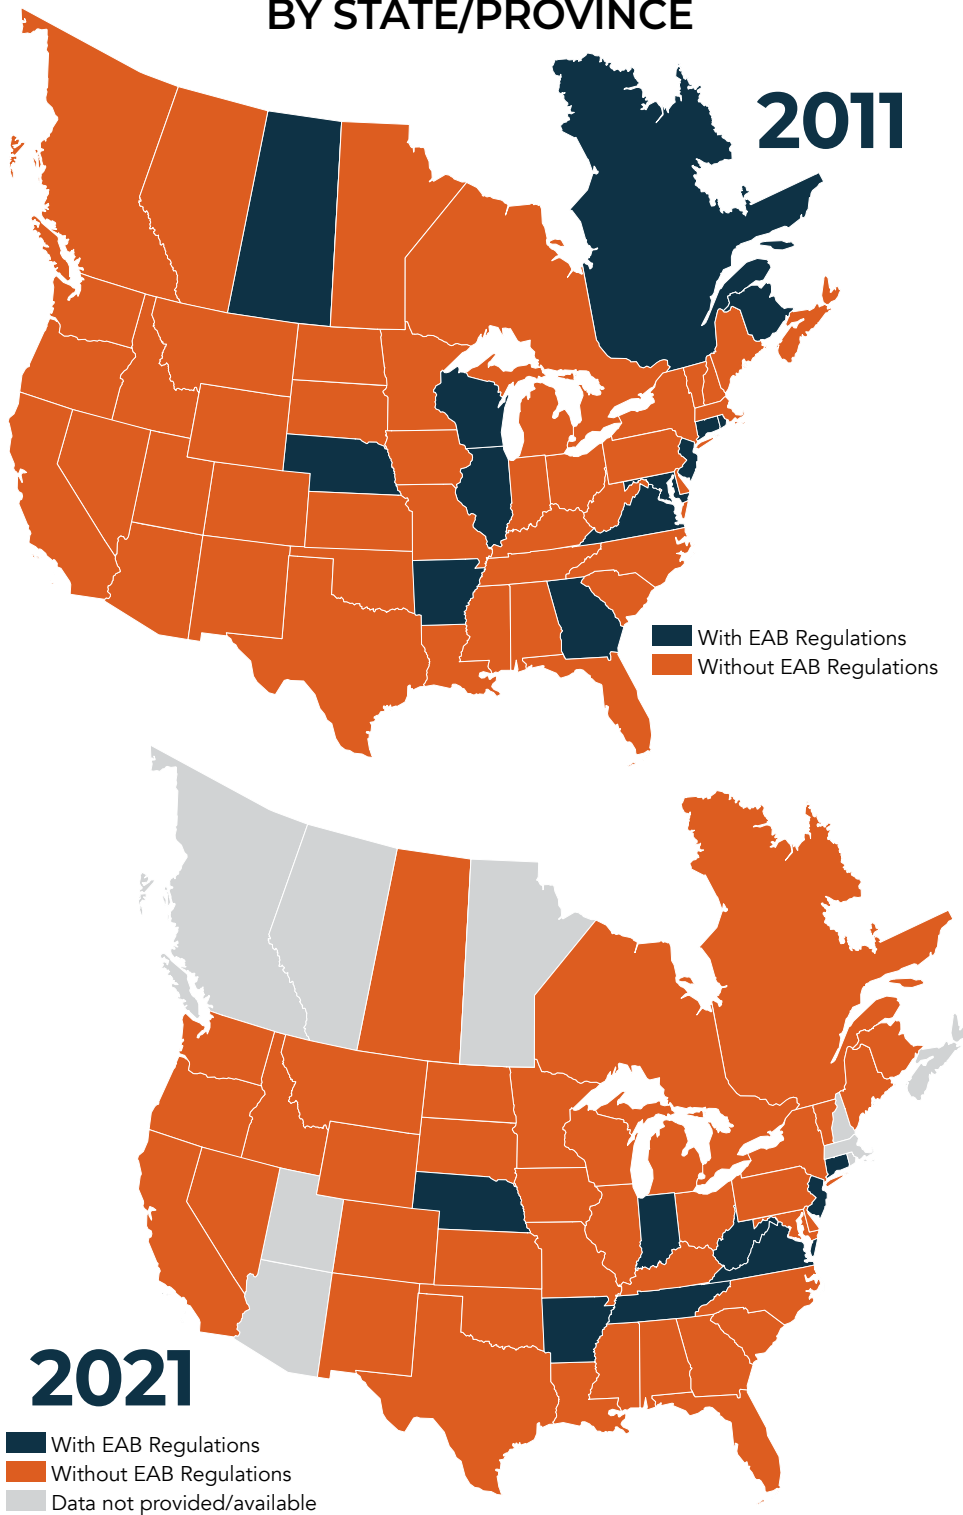 BY STATE/PROVINCE
2011
With EAB Regulations
Without EAB Regulations
2021
With EAB Regulations
Without EAB Regulations
Data not provided/available